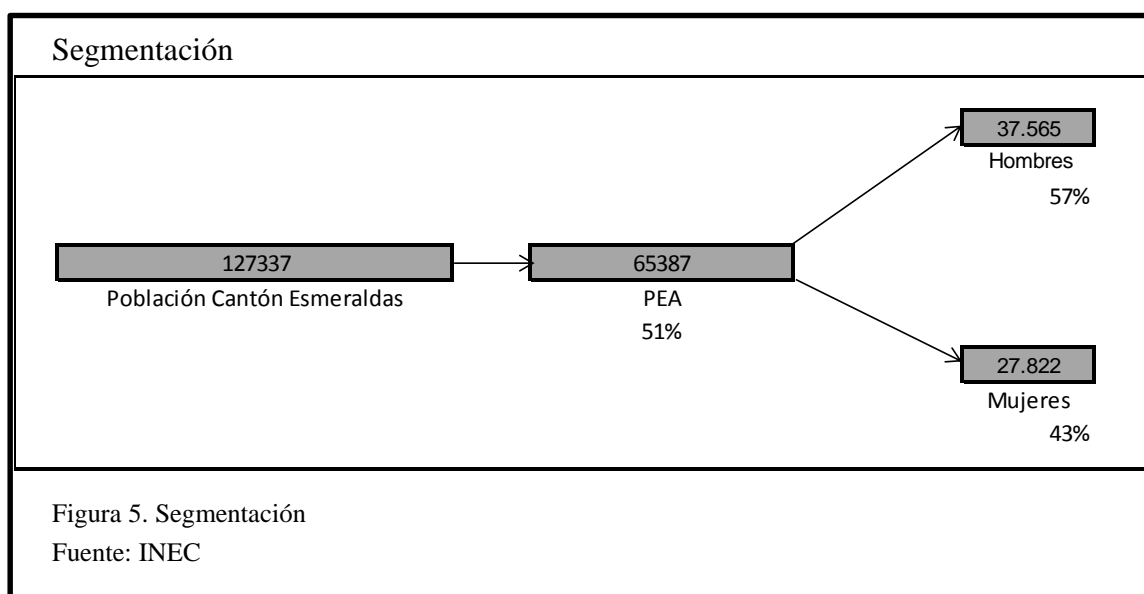 Segmentación
37.565
Hombres
57%
127337
Población Cantón Esmeraldas
65387
PEA
51%
27.822
Mujeres
43%
Figura 5. Segmentación
Fuente: INEC